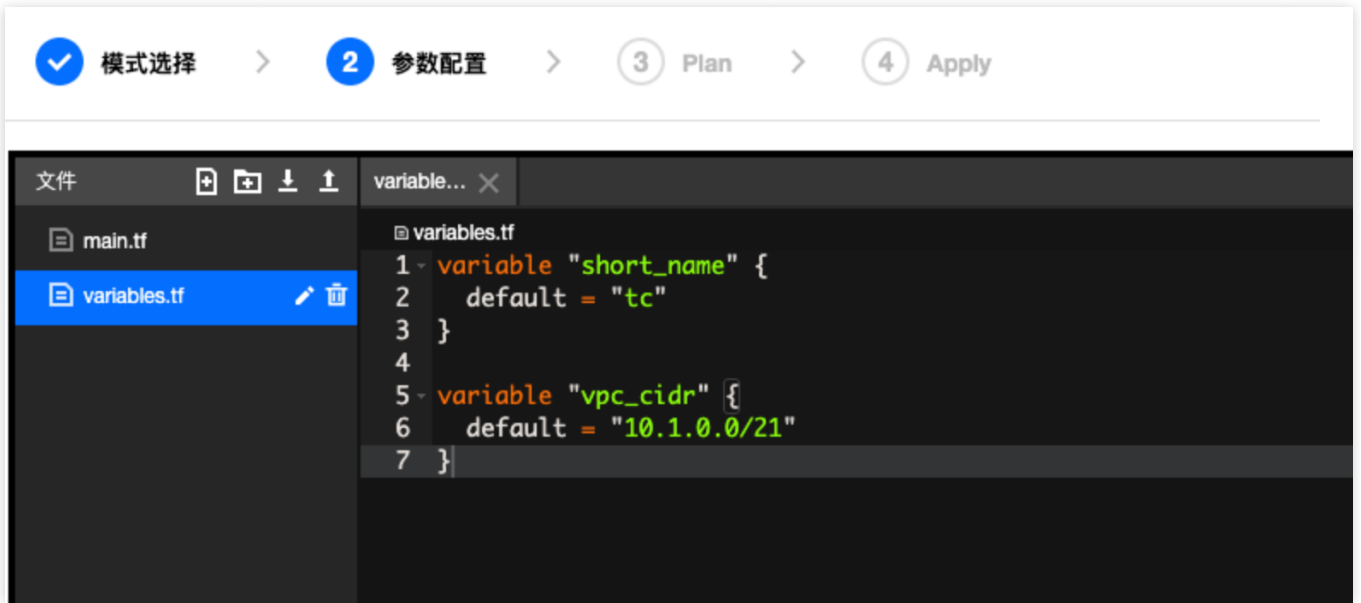 模式选择 > 2 参数配置 > 3 Plan > 4 Apply
文件
variable...
main.tf
variables.tf
variables.tf
1 variable "short_name" {
2   default = "tc"
3 }
4
5 variable "vpc_cidr" {
6   default = "10.1.0.0/21"
7 }